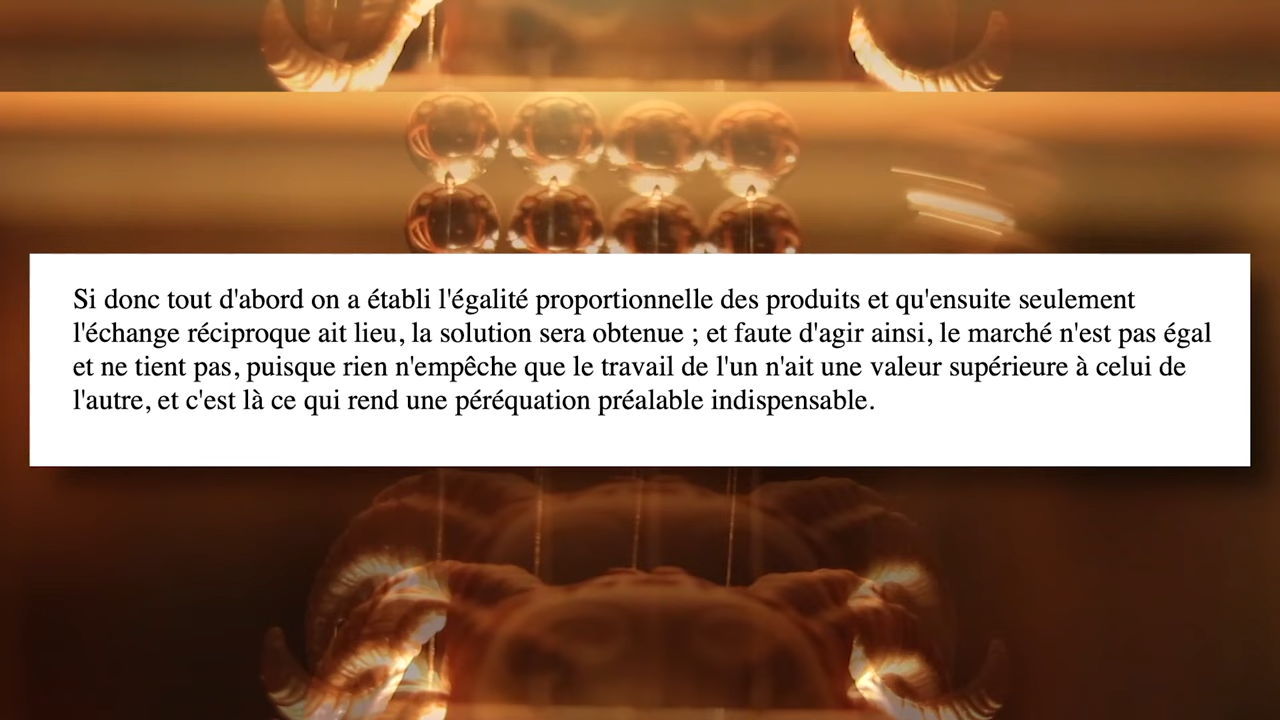 Si donc tout d'abord on a établi l'égalité proportionnelle des produits et qu'ensuite seulement
l'échange réciproque ait lieu, la solution sera obtenue ; et faute d'agir ainsi, le marché n'est pas égal
et ne tient pas, puisque rien n'empêche que le travail de l'un n'ait une valeur supérieure à celui de
l'autre, et c'est là ce qui rend une péréquation préalable indispensable.